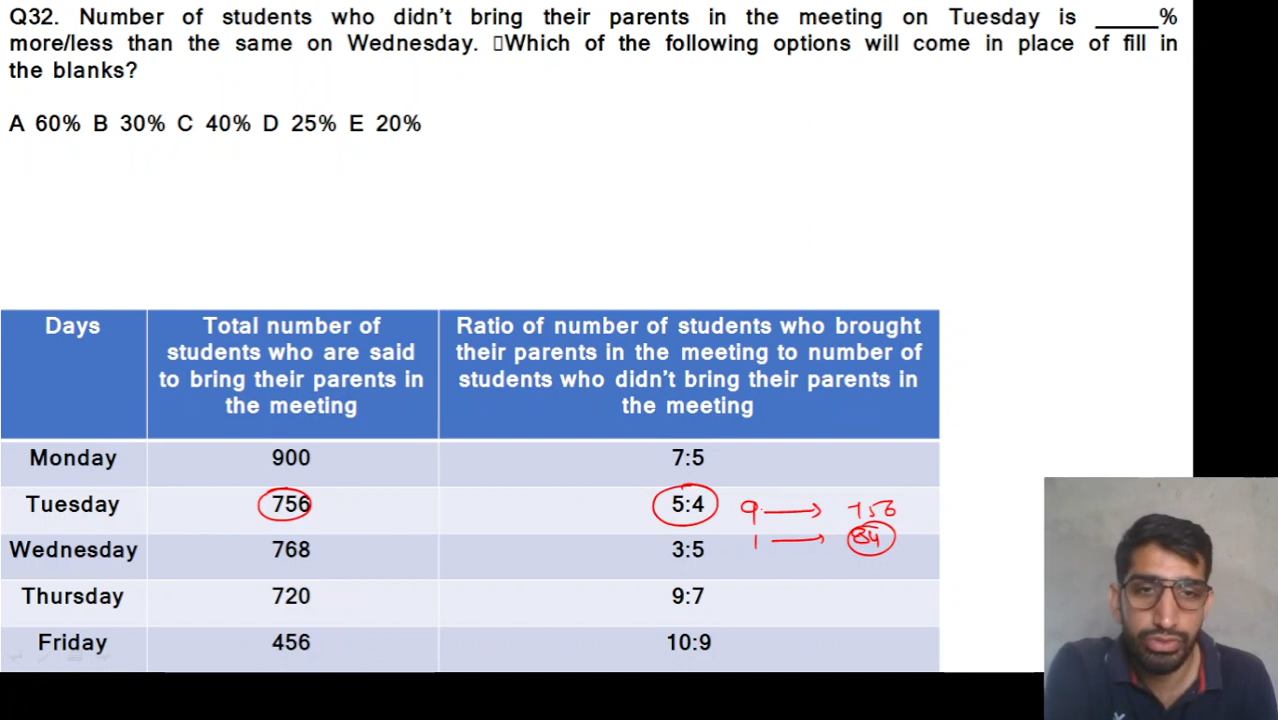 Q32. Number of students who didn't bring their parents in the meeting on Tuesday is _____%
more/less than the same on Wednesday. ▯Which of the following options will come in place of fill in
the blanks?
A 60% B 30% C 40% D 25% E 20%
Days
Total number of
students who are said
to bring their parents in
the meeting
Ratio of number of students who brought
their parents in the meeting to number of
students who didn't bring their parents in
the meeting
Monday 900 7:5
Tuesday 756 5:4 9 → 756
1 → 84
Wednesday 768 3:5
Thursday 720 9:7
Friday 456 10:9